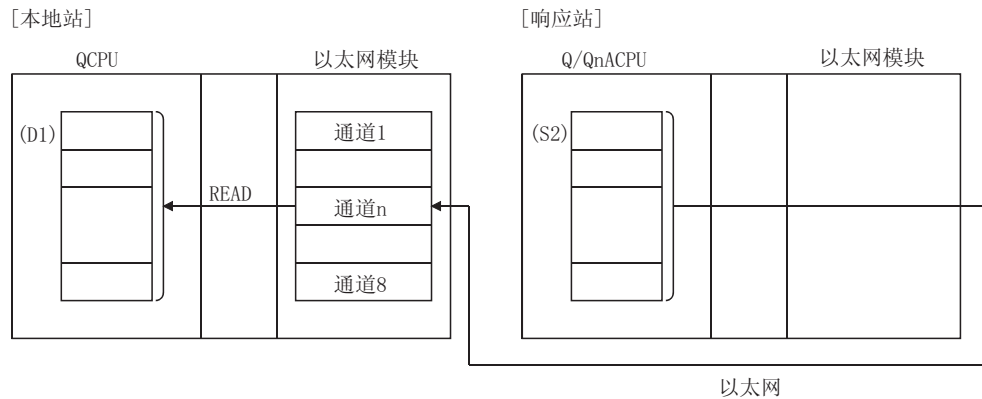 [本地站]
[响应站]
QCPU
以太网模块
Q/QnACPU
以太网模块
(D1)
通道1
(S2)
READ
通道n
通道8
以太网